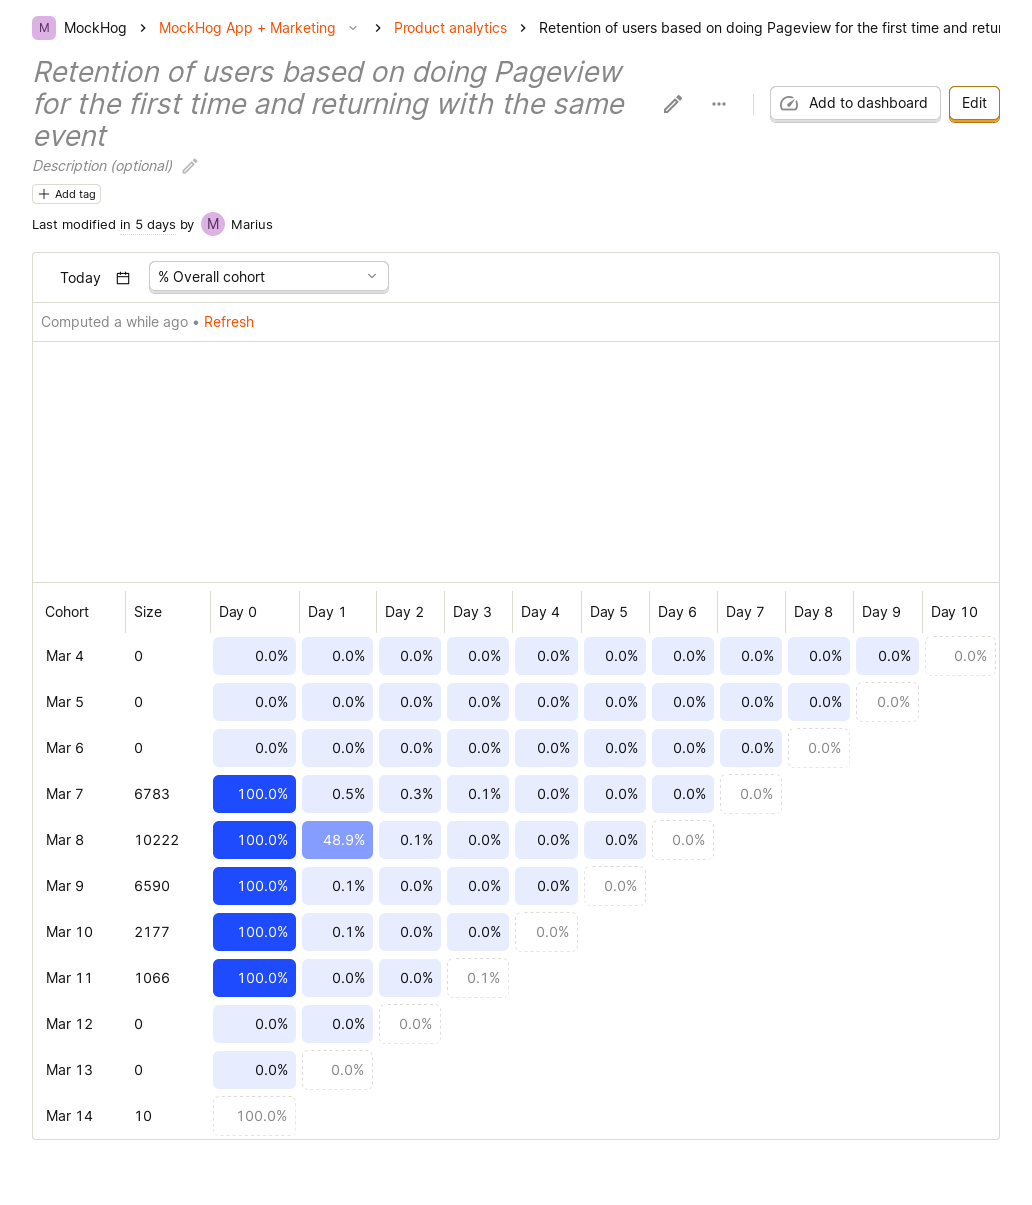 M MockHog MockHog App + Marketing Product analytics Retention of users based on doing Pageview for the first time and retur
Retention of users based on doing Pageview
for the first time and returning with the same
event
Add to dashboard Edit
Description (optional)
Add tag
Last modified in 5 days by M Marius
Today % Overall cohort
Computed a while ago • Refresh
Cohort Size Day 0 Day 1 Day 2 Day 3 Day 4 Day 5 Day 6 Day 7 Day 8 Day 9 Day 10
Mar 4 0 0.0% 0.0% 0.0% 0.0% 0.0% 0.0% 0.0% 0.0% 0.0% 0.0% 0.0%
Mar 5 0 0.0% 0.0% 0.0% 0.0% 0.0% 0.0% 0.0% 0.0% 0.0% 0.0%
Mar 6 0 0.0% 0.0% 0.0% 0.0% 0.0% 0.0% 0.0% 0.0% 0.0%
Mar 7 6783 100.0% 0.5% 0.3% 0.1% 0.0% 0.0% 0.0% 0.0%
Mar 8 10222 100.0% 48.9% 0.1% 0.0% 0.0% 0.0% 0.0%
Mar 9 6590 100.0% 0.1% 0.0% 0.0% 0.0% 0.0%
Mar 10 2177 100.0% 0.1% 0.0% 0.0% 0.0%
Mar 11 1066 100.0% 0.0% 0.0% 0.1%
Mar 12 0 0.0% 0.0% 0.0%
Mar 13 0 0.0% 0.0%
Mar 14 10 100.0%